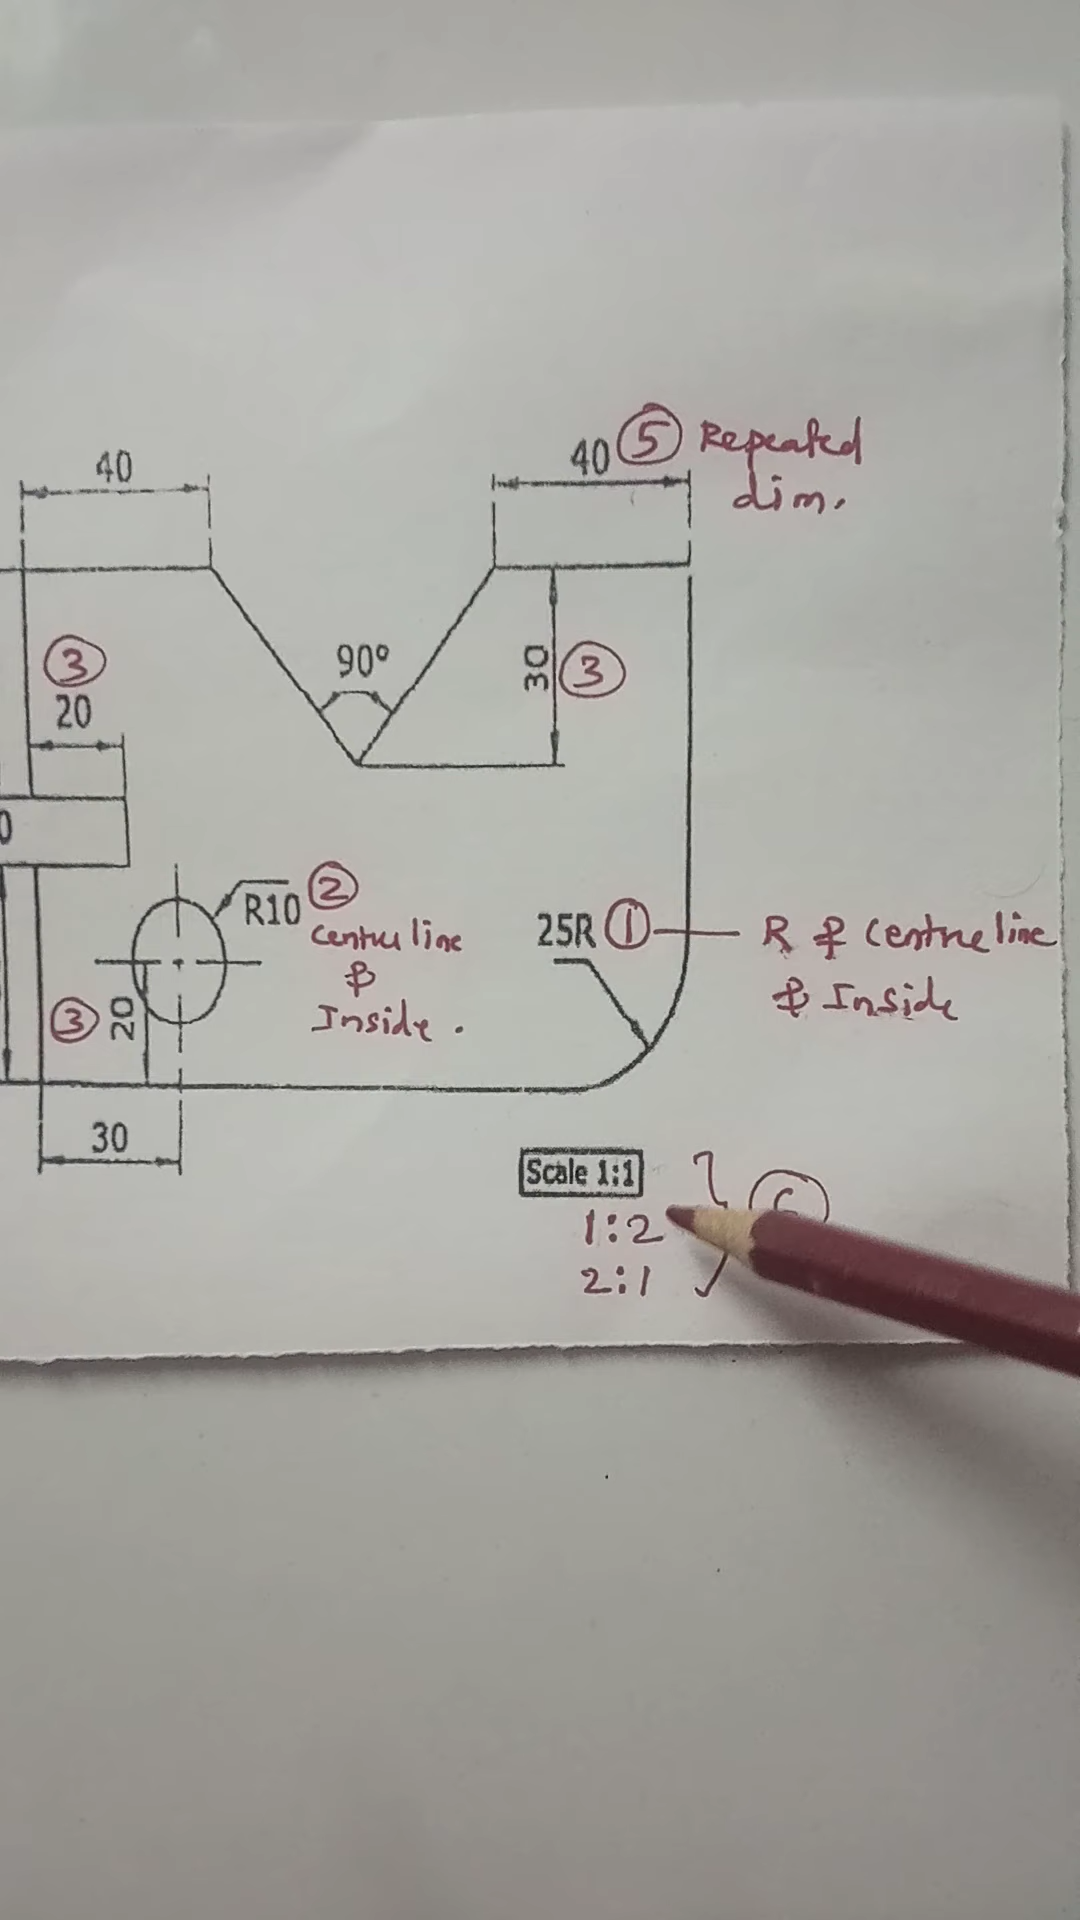 40
40 ⑤ Repeated
dim.
③
20
90°
30 ③
0
R10 ②
Centre line
&
Inside.
25R ① R & Centre line
& Inside
③ 20
30
Scale 1:1
1:2
2:1